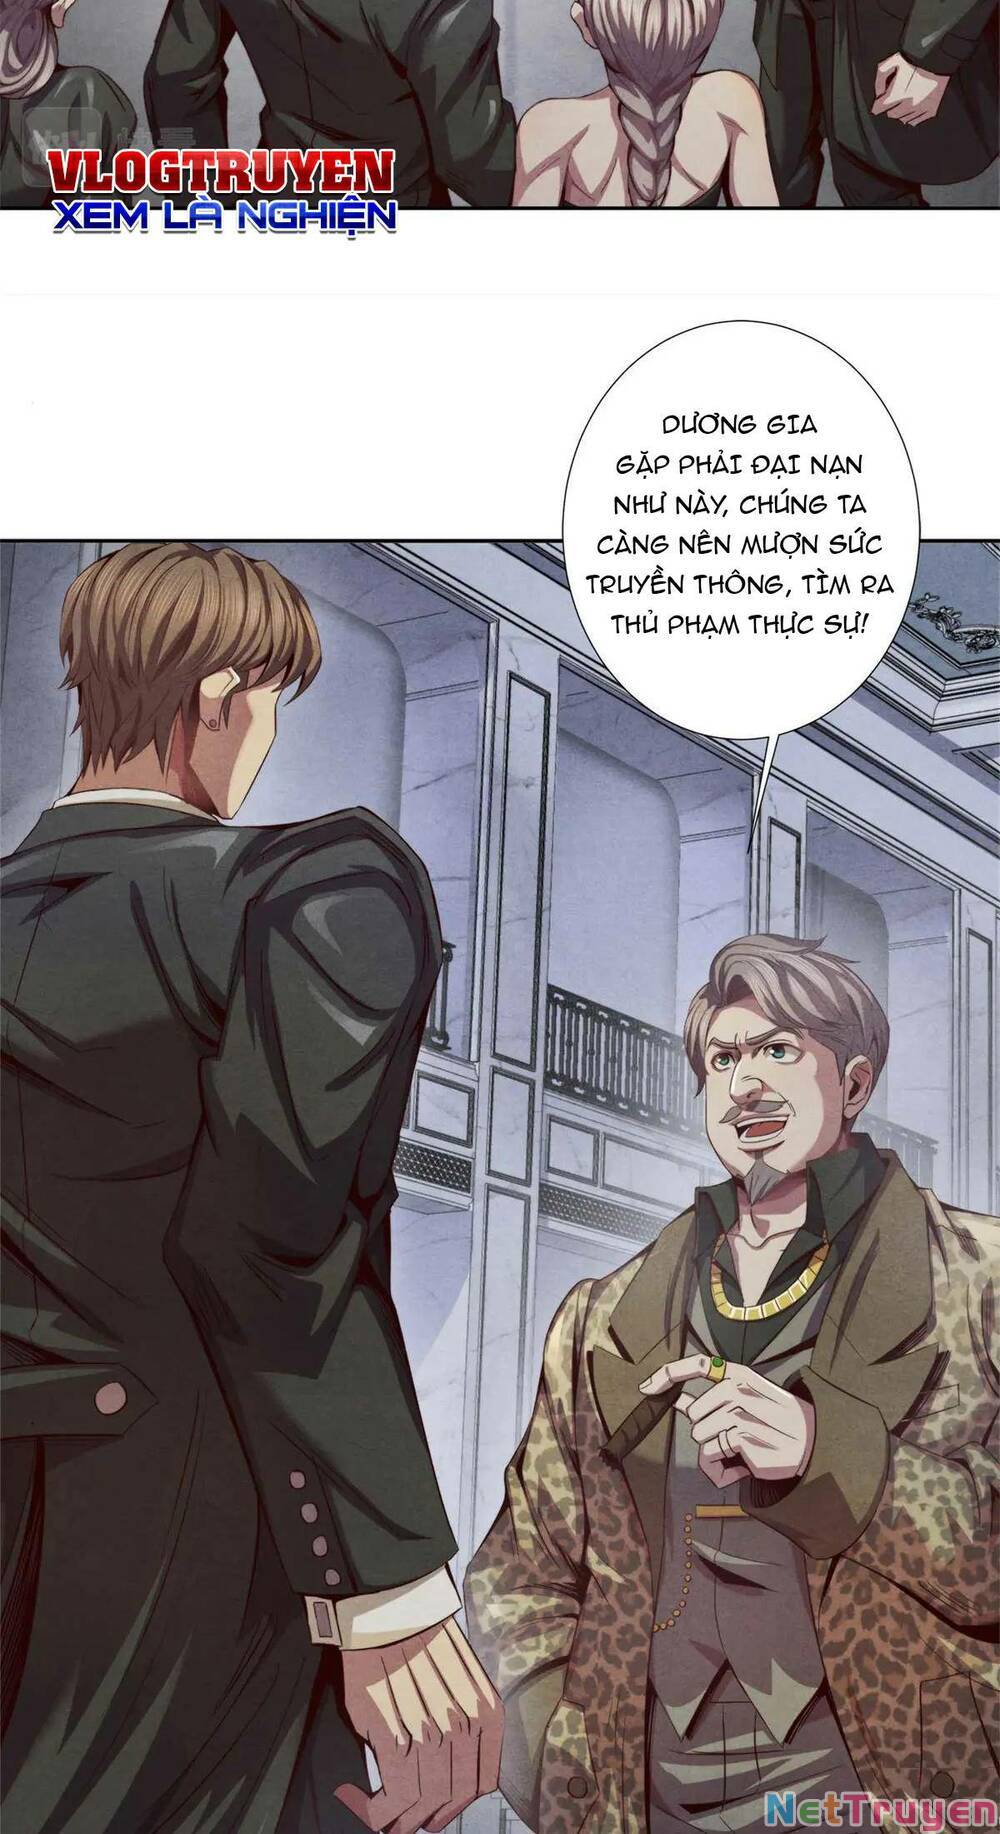 VLOGTRUYEN
XEM LÀ NGHIỆN
DƯƠNG GIA
GẶP PHẢI ĐẠI NẠN
NHƯ NÀY, CHÚNG TA
CÀNG NÊN MƯỢN SỨC
TRUYỀN THÔNG, TÌM RA
THỦ PHẠM THỰC SỰ!
NetTruyen